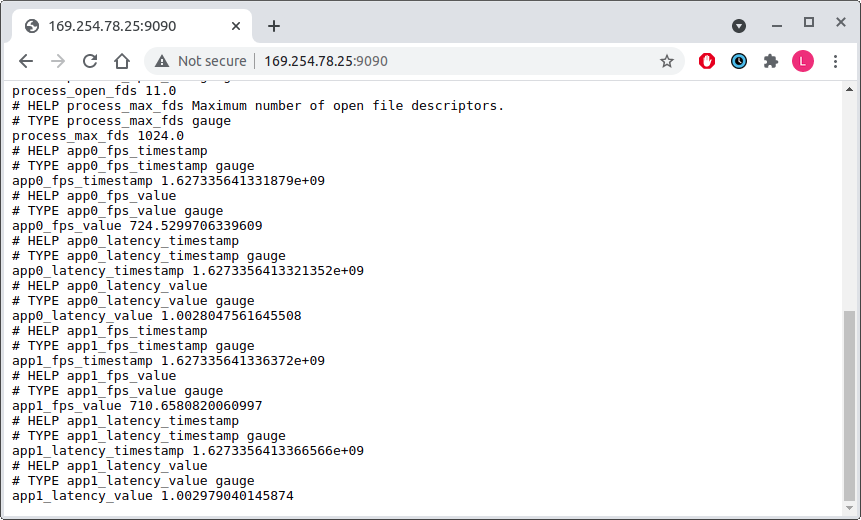 169.254.78.25:9090
Not secure
169.254.78.25:9090
L
process_open_fds 11.0
# HELP process_max_fds Maximum number of open file descriptors.
# TYPE process_max_fds gauge
process_max_fds 1024.0
# HELP app0_fps_timestamp
# TYPE app0_fps_timestamp gauge
app0_fps_timestamp 1.627335641331879e+09
# HELP app0_fps_value
# TYPE app0_fps_value gauge
app0_fps_value 724.5299706339609
# HELP app0_latency_timestamp
# TYPE app0_latency_timestamp gauge
app0_latency_timestamp 1.6273356413321352e+09
# HELP app0_latency_value
# TYPE app0_latency_value gauge
app0_latency_value 1.0028047561645508
# HELP app1_fps_timestamp
# TYPE app1_fps_timestamp gauge
app1_fps_timestamp 1.627335641336372e+09
# HELP app1_fps_value
# TYPE app1_fps_value gauge
app1_fps_value 710.6580820060997
# HELP app1_latency_timestamp
# TYPE app1_latency_timestamp gauge
app1_latency_timestamp 1.6273356413366566e+09
# HELP app1_latency_value
# TYPE app1_latency_value gauge
app1_latency_value 1.002979040145874